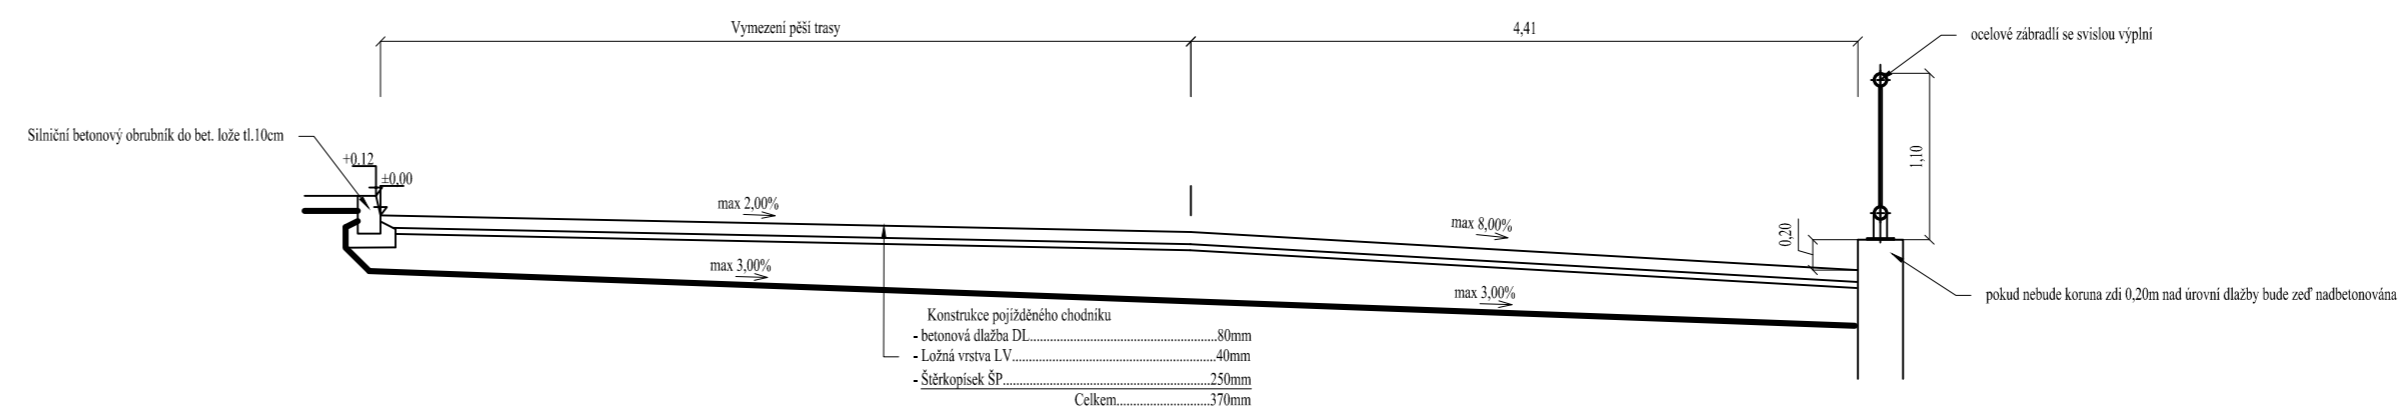 Vymezení pěší trasy
4,41
ocelové zábradlí se svislou výplní
Silniční betonový obrubník do bet. lože tl.10cm
+0,12
±0,00
1,10
max 2,00%
max 8,00%
0,20
max 3,00%
max 3,00%
pokud nebude koruna zdi 0,20m nad úrovní dlažby bude zeď nadbetonována
Konstrukce pojížděného chodníku
- betonová dlažba DL..............................................80mm
- Ložná vrstva LV...................................................40mm
- Štěrkopísek ŠP..........................................................250mm
Celkem............................370mm